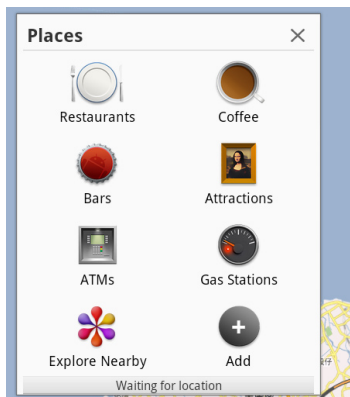 Places
Restaurants Coffee
Bars Attractions
ATMs Gas Stations
Explore Nearby Add
Waiting for location